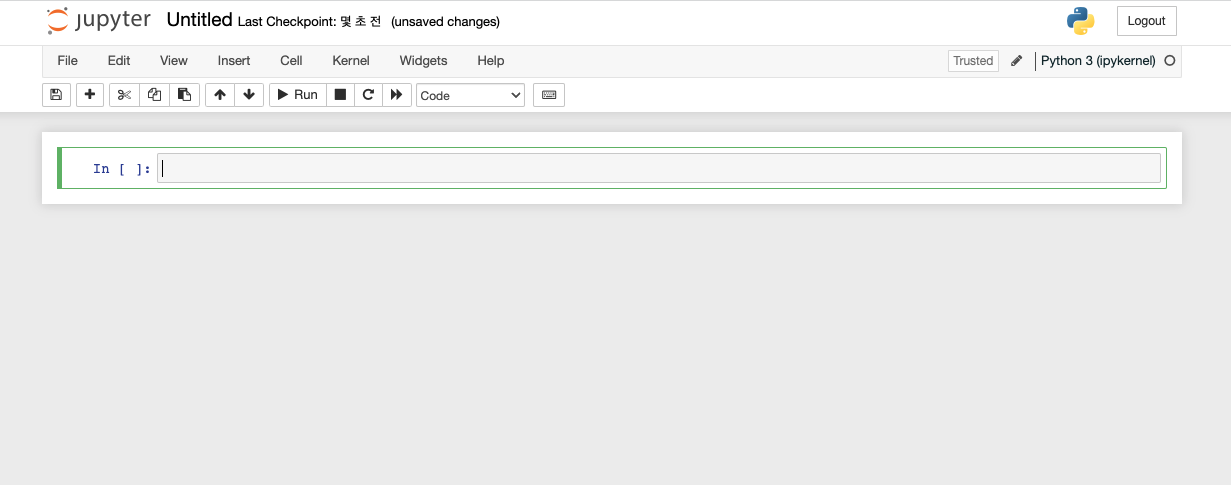 jupyter Untitled Last Checkpoint: 몇 초 전 (unsaved changes) Logout
File Edit View Insert Cell Kernel Widgets Help Trusted Python 3 (ipykernel)
Run Code
In [ ]: